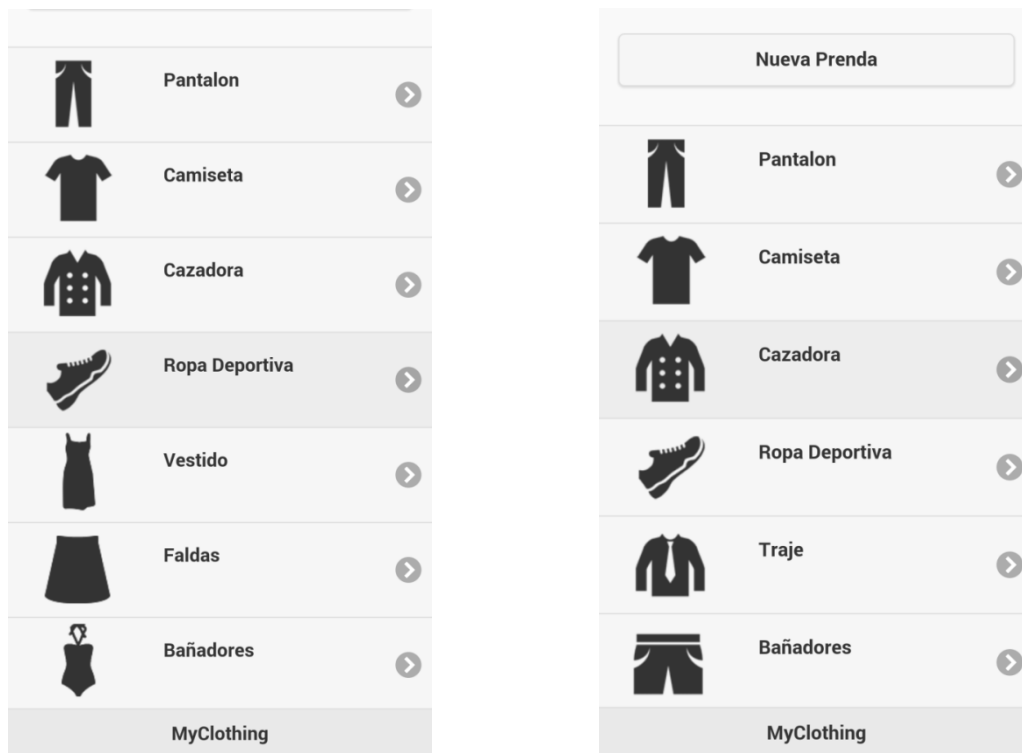 Pantalon
Camiseta
Cazadora
Ropa Deportiva
Vestido
Faldas
Bañadores
MyClothing
Nueva Prenda
Pantalon
Camiseta
Cazadora
Ropa Deportiva
Traje
Bañadores
MyClothing